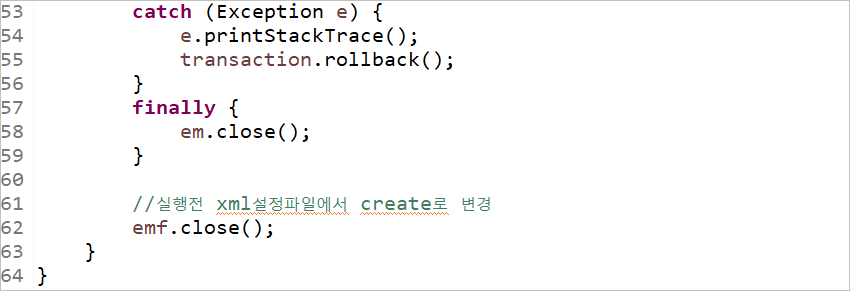 53         catch (Exception e) {
54             e.printStackTrace();
55             transaction.rollback();
56         }
57         finally {
58             em.close();
59         }
60
61         //실행전 xml설정파일에서 create로 변경
62         emf.close();
63     }
64 }